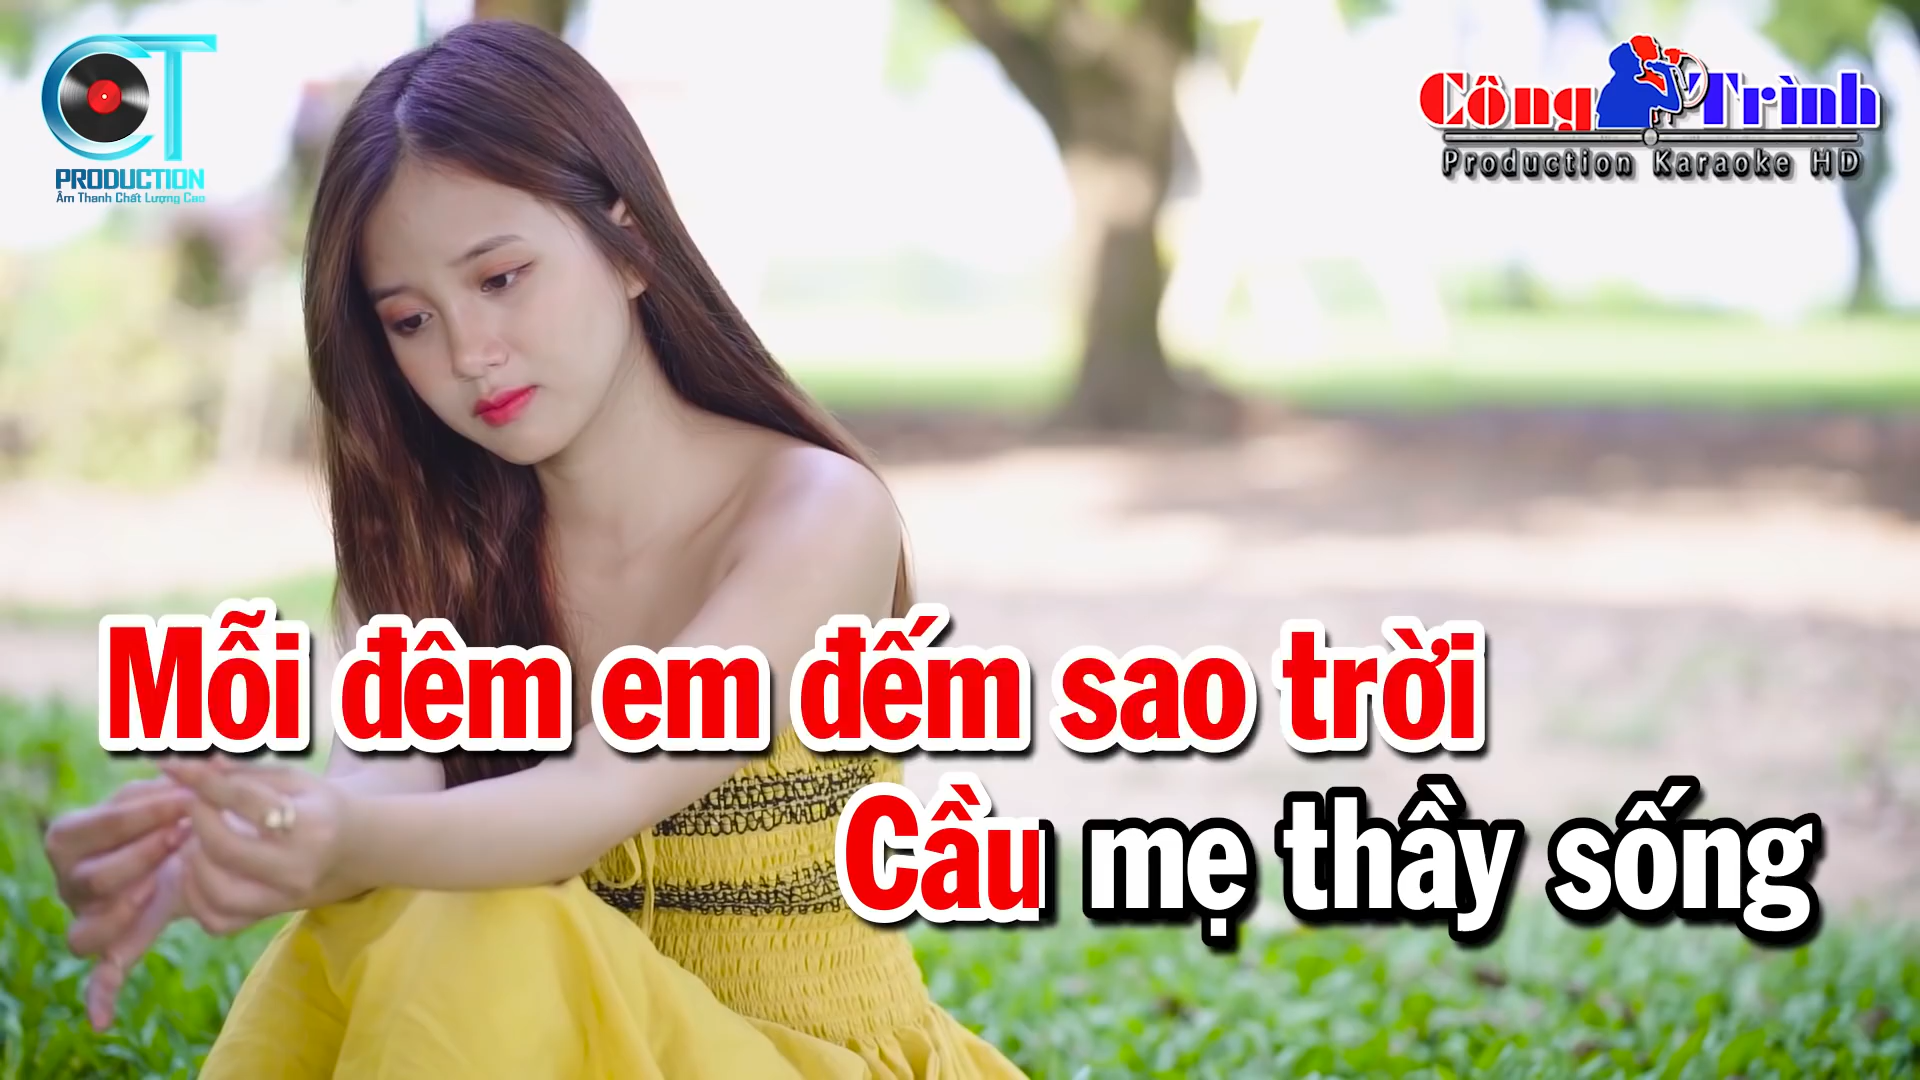 CT
PRODUCTION
Âm Thanh Chất Lượng Cao
Công Trình
Production Karaoke HD
Mỗi đêm em đếm sao trời
Cầu mẹ thầy sống